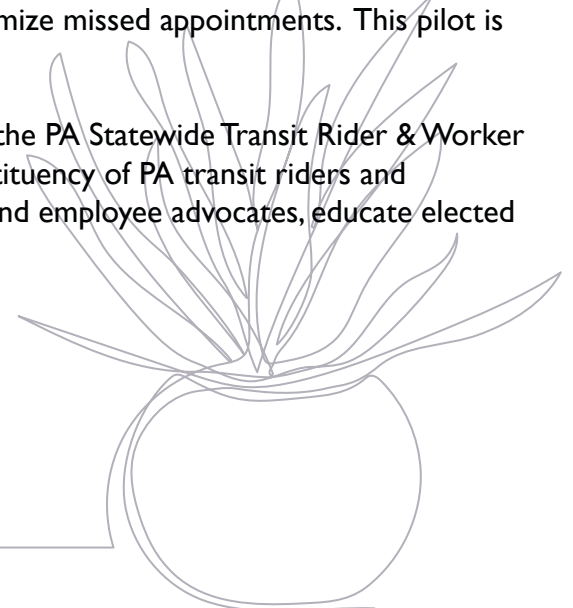 mize missed appointments. This pilot is
the PA Statewide Transit Rider & Worker
tituency of PA transit riders and
nd employee advocates, educate elected